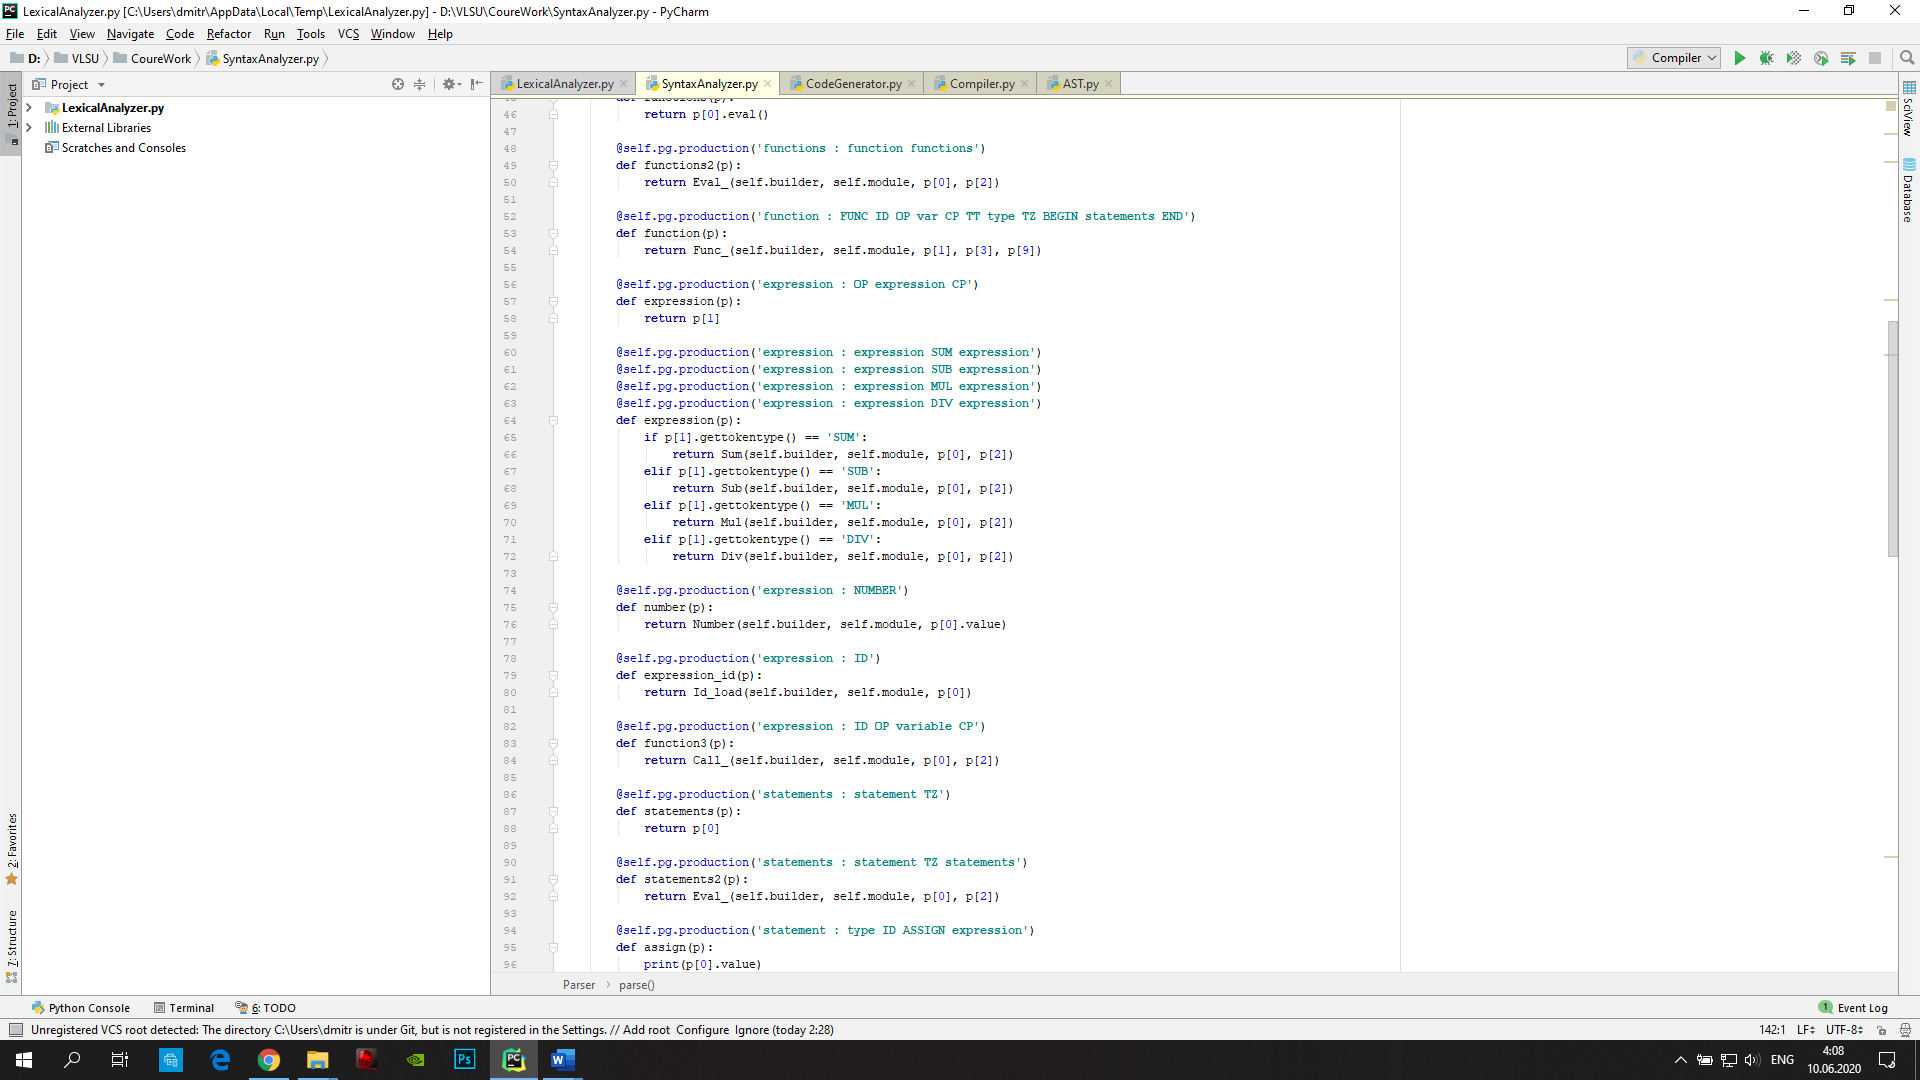 LexicalAnalyzer.py [C:\Users\dmitr\AppData\Local\Temp\LexicalAnalyzer.py] - D:\VLSU\CoureWork\SyntaxAnalyzer.py - PyCharm
File Edit View Navigate Code Refactor Run Tools VCS Window Help
D: VLSU CoureWork SyntaxAnalyzer.py
Compiler
Project
LexicalAnalyzer.py SyntaxAnalyzer.py CodeGenerator.py Compiler.py AST.py
1: Project
LexicalAnalyzer.py
External Libraries
Scratches and Consoles
2: Favorites
7: Structure
SciView
Database
46 return p[0].eval()
47
48 @self.pg.production('functions : function functions')
49 def functions2(p):
50 return Eval_(self.builder, self.module, p[0], p[2])
51
52 @self.pg.production('function : FUNC ID OP var CP TT type TZ BEGIN statements END')
53 def function(p):
54 return Func_(self.builder, self.module, p[1], p[3], p[9])
55
56 @self.pg.production('expression : OP expression CP')
57 def expression(p):
58 return p[1]
59
60 @self.pg.production('expression : expression SUM expression')
61 @self.pg.production('expression : expression SUB expression')
62 @self.pg.production('expression : expression MUL expression')
63 @self.pg.production('expression : expression DIV expression')
64 def expression(p):
65 if p[1].gettokentype() == 'SUM':
66 return Sum(self.builder, self.module, p[0], p[2])
67 elif p[1].gettokentype() == 'SUB':
68 return Sub(self.builder, self.module, p[0], p[2])
69 elif p[1].gettokentype() == 'MUL':
70 return Mul(self.builder, self.module, p[0], p[2])
71 elif p[1].gettokentype() == 'DIV':
72 return Div(self.builder, self.module, p[0], p[2])
73
74 @self.pg.production('expression : NUMBER')
75 def number(p):
76 return Number(self.builder, self.module, p[0].value)
77
78 @self.pg.production('expression : ID')
79 def expression_id(p):
80 return Id_load(self.builder, self.module, p[0])
81
82 @self.pg.production('expression : ID OP variable CP')
83 def function3(p):
84 return Call_(self.builder, self.module, p[0], p[2])
85
86 @self.pg.production('statements : statement TZ')
87 def statements(p):
88 return p[0]
89
90 @self.pg.production('statements : statement TZ statements')
91 def statements2(p):
92 return Eval_(self.builder, self.module, p[0], p[2])
93
94 @self.pg.production('statement : type ID ASSIGN expression')
95 def assign(p):
96 print(p[0].value)
Parser parse()
Python Console Terminal 6: TODO 1 Event Log
Unregistered VCS root detected: The directory C:\Users\dmitr is under Git, but is not registered in the Settings. // Add root Configure Ignore (today 2:28) 142:1 LF UTF-8
Ps
W
ENG
4:08
10.06.2020